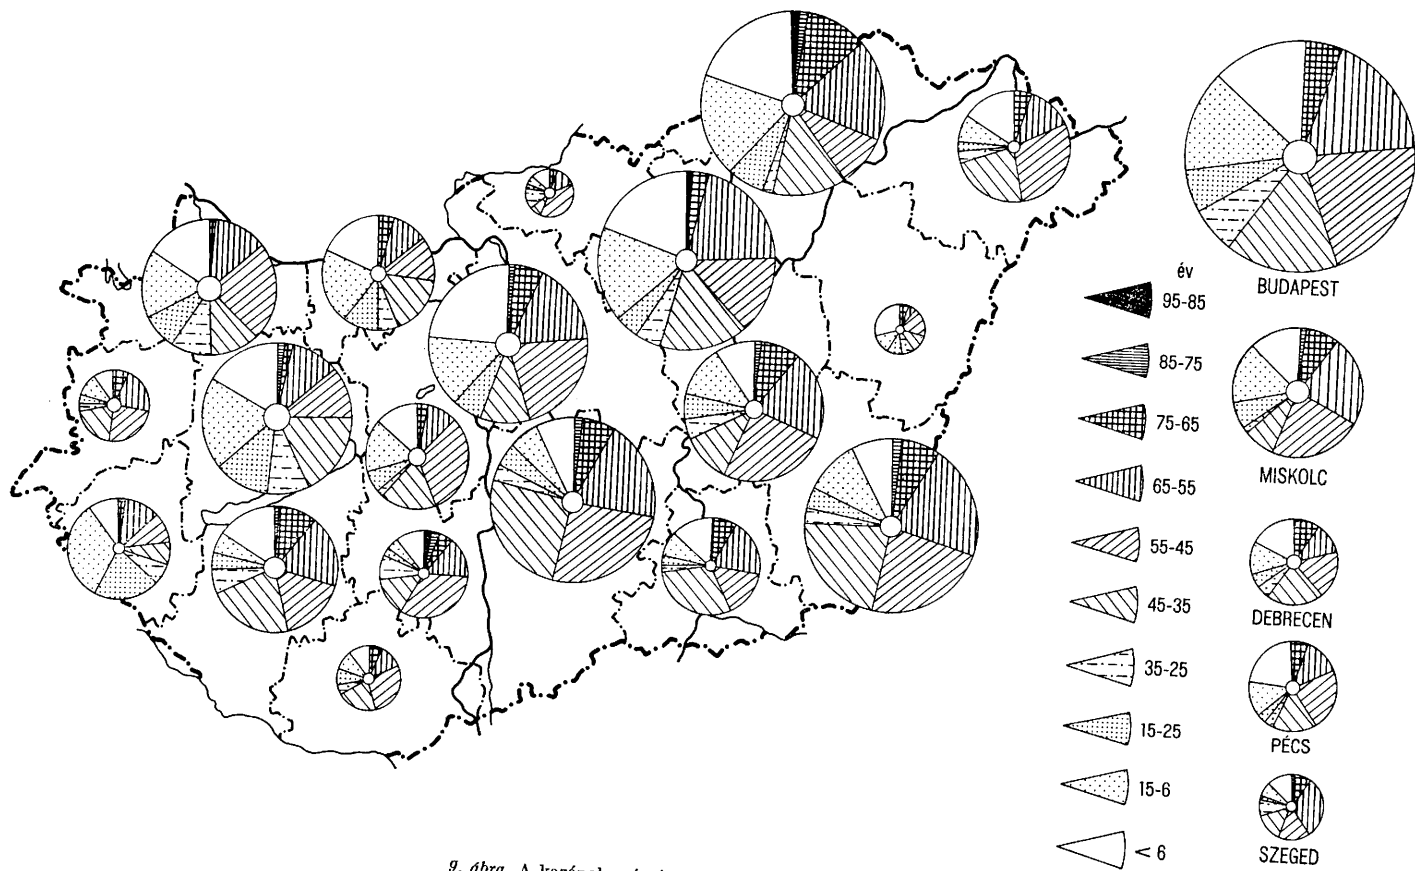 év
95-85
85-75
75-65
65-55
55-45
45-35
35-25
15-25
15-6
< 6
BUDAPEST
MISKOLC
DEBRECEN
PÉCS
SZEGED
9. ábra. A